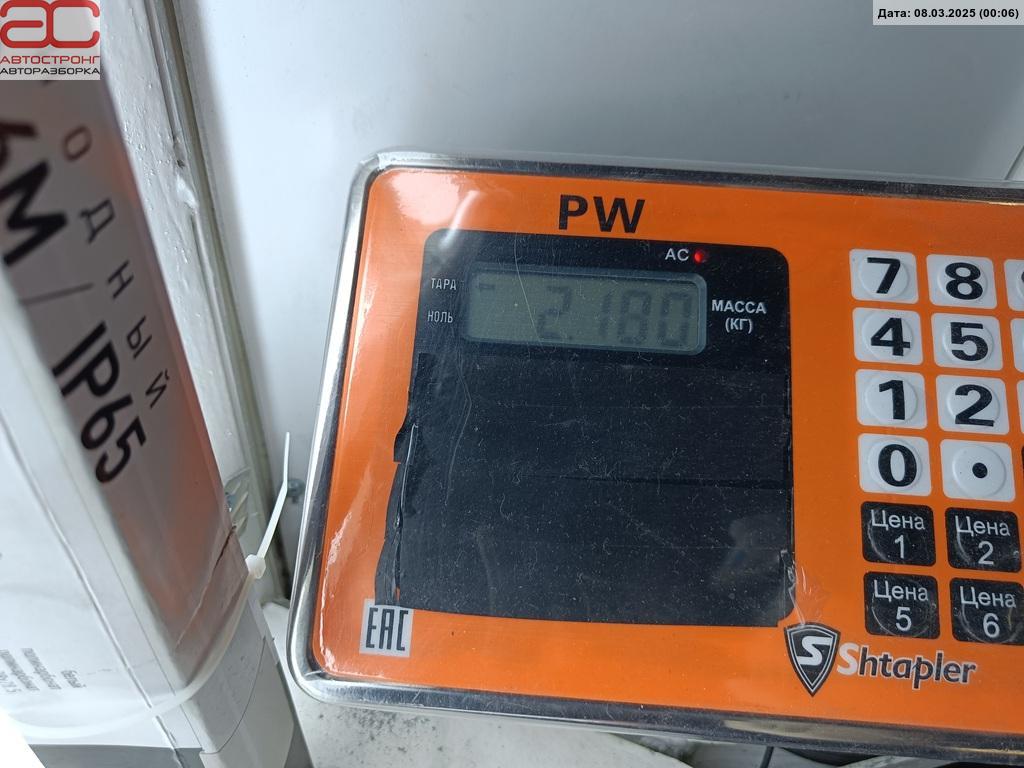 ас
АВТОСТРОНГ
АВТОРАЗБОРКА
Дата: 08.03.2025 (00:06)
ОДНЫЙ
6М / IP65
PW
AC
ТАРА
НОЛЬ
2.180
МАССА
(КГ)
7 8
4 5
1 2
0 .
Цена
1
Цена
2
Цена
5
Цена
6
EAC
S
Shtapler